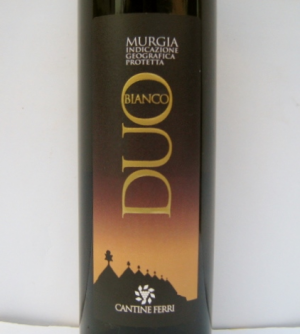 MURGIA
INDICAZIONE
GEOGRAFICA
PROTETTA
DUO
BIANCO
CANTINE FERRI